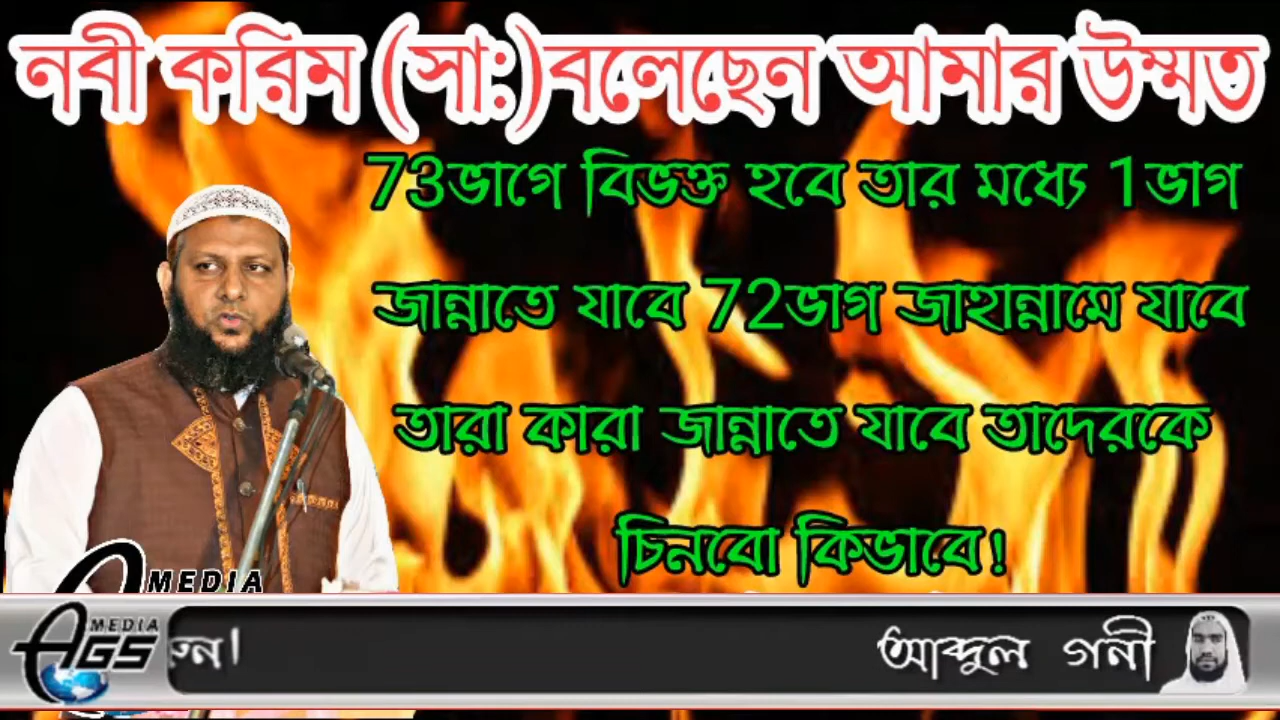 নবী করিম (সাঃ)বলেছেন আমার উম্মত
73ভাগে বিভক্ত হবে তার মধ্যে 1ভাগ
জান্নাতে যাবে 72ভাগ জাহান্নামে যাবে
তারা কারা জান্নাতে যাবে তাদেরকে
চিনবো কিভাবে!
MEDIA
MEDIA
AGS
আব্দুল গনী